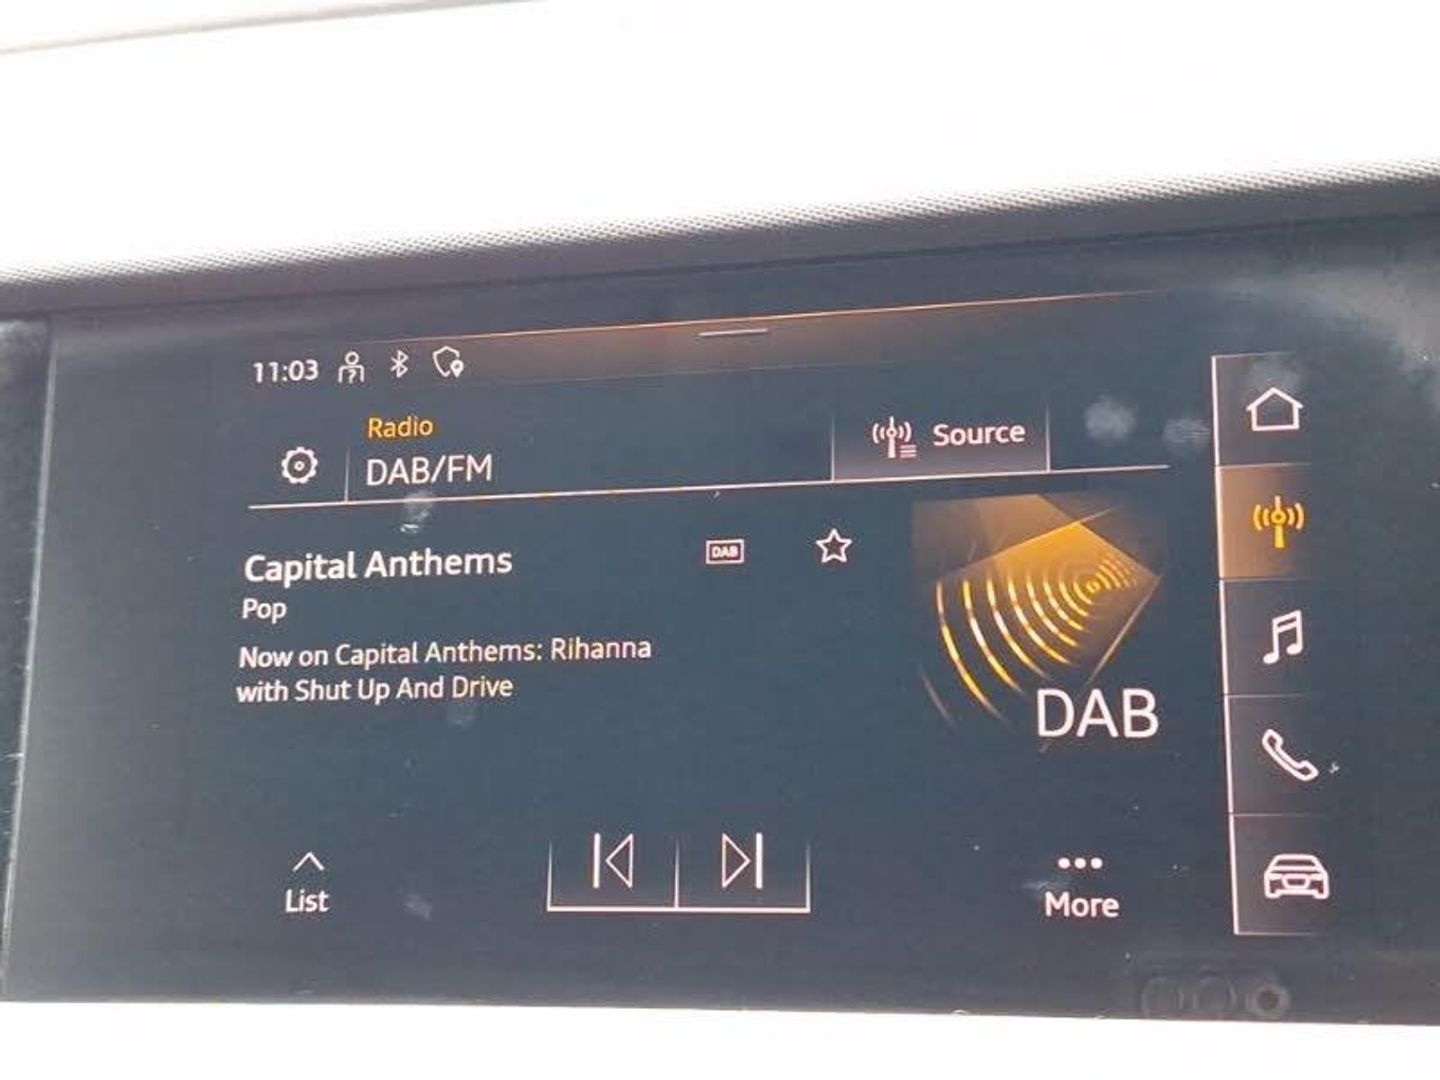 11:03
Radio
DAB/FM
Source
Capital Anthems
DAB
Pop
Now on Capital Anthems: Rihanna
with Shut Up And Drive
DAB
List
More